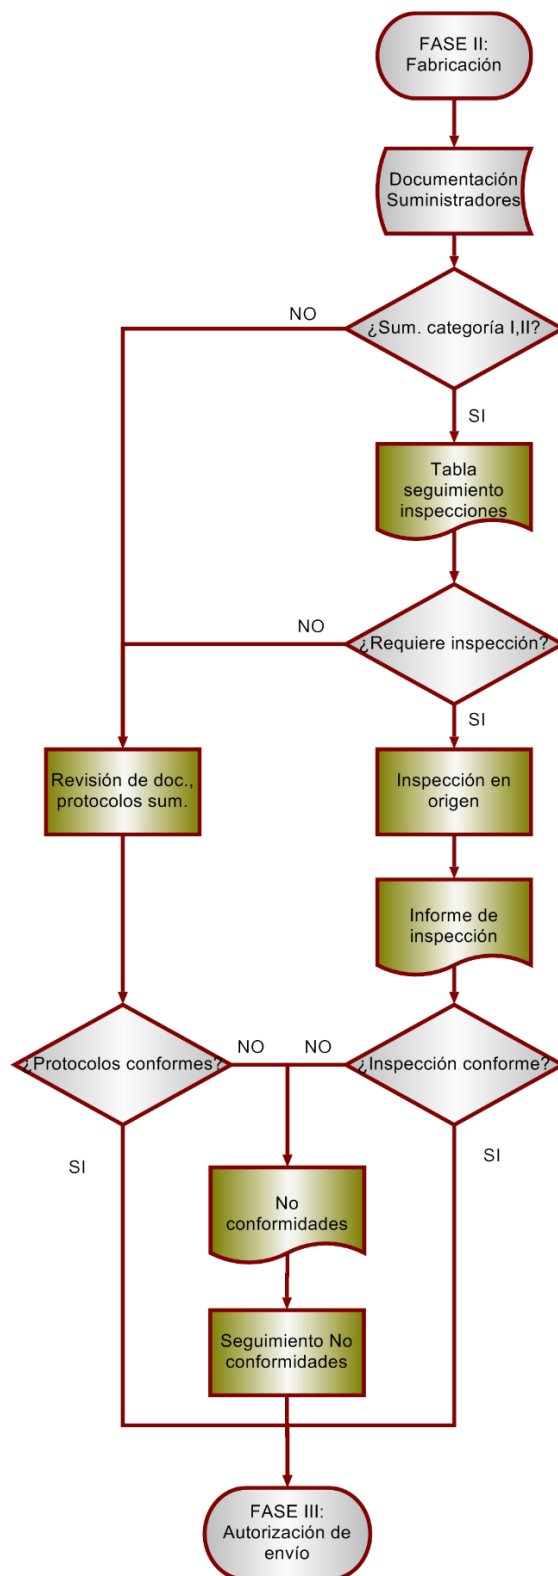 FASE II:
Fabricación
Documentación
Suministradores
NO
¿Sum. categoría I,II?
SI
Tabla
seguimiento
inspecciones
NO
¿Requiere inspección?
SI
Revisión de doc.,
protocolos sum.
Inspección en
origen
Informe de
inspección
¿Protocolos conformes?
NO
NO
¿Inspección conforme?
SI
SI
No
conformidades
Seguimiento No
conformidades
FASE III:
Autorización de
envío